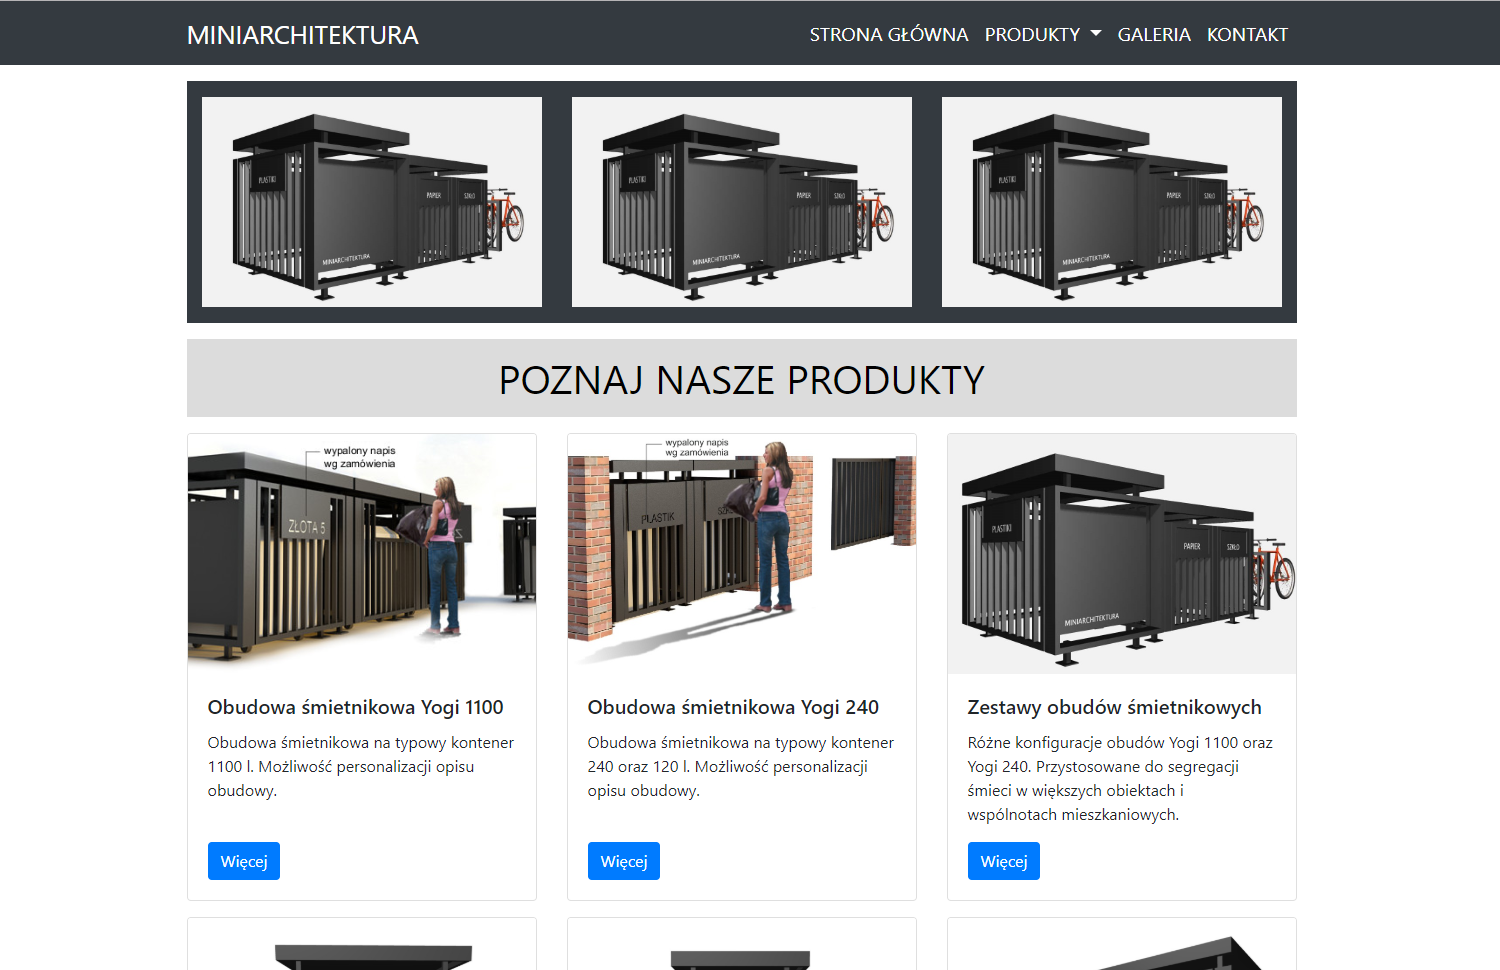 MINIARCHITEKTURA
STRONA GŁÓWNA PRODUKTY GALERIA KONTAKT
PLASTIKI
PAPIER
SZKŁO
MINIARCHITEKTURA
PLASTIKI
PAPIER
SZKŁO
MINIARCHITEKTURA
PLASTIKI
PAPIER
SZKŁO
MINIARCHITEKTURA
POZNAJ NASZE PRODUKTY
wypalony napis
wg zamówienia
ZŁOTA 5
wypalony napis
wg zamówienia
PLASTIK
PLASTIKI
PAPIER
SZKŁO
MINIARCHITEKTURA
Obudowa śmietnikowa Yogi 1100
Obudowa śmietnikowa na typowy kontener
1100 l. Możliwość personalizacji opisu
obudowy.
Więcej
Obudowa śmietnikowa Yogi 240
Obudowa śmietnikowa na typowy kontener
240 oraz 120 l. Możliwość personalizacji
opisu obudowy.
Więcej
Zestawy obudów śmietnikowych
Różne konfiguracje obudów Yogi 1100 oraz
Yogi 240. Przystosowane do segregacji
śmieci w większych obiektach i
wspólnotach mieszkaniowych.
Więcej